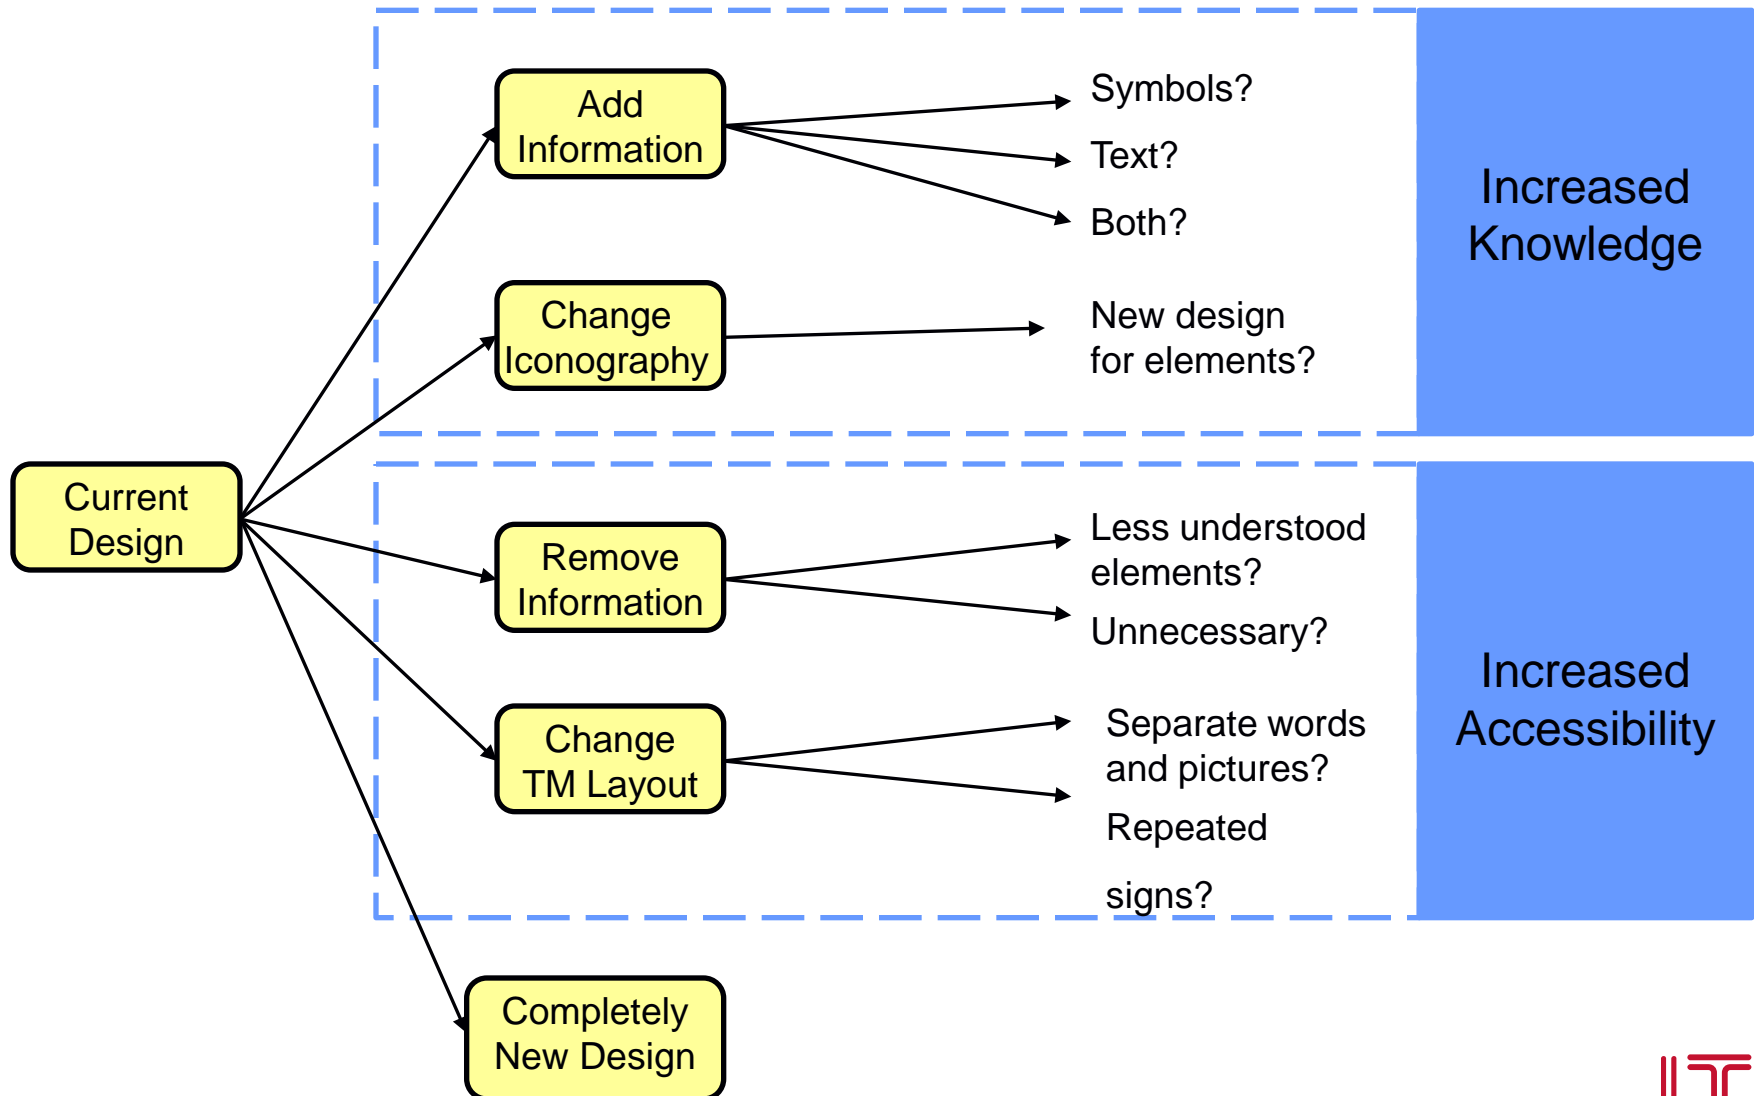 Add
Information
Symbols?
Text?
Both?
Increased
Knowledge
Change
Iconography
New design
for elements?
Current
Design
Remove
Information
Less understood
elements?
Unnecessary?
Increased
Accessibility
Change
TM Layout
Separate words
and pictures?
Repeated
signs?
Completely
New Design